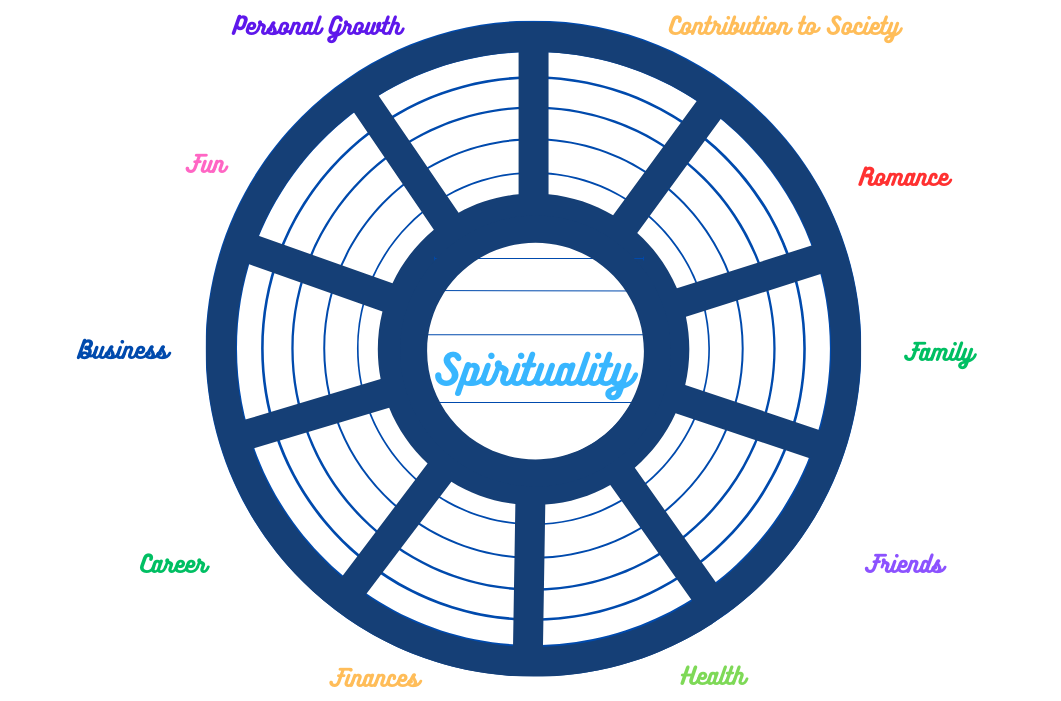 Personal Growth
Contribution to Society
Fun
Romance
Business
Spirituality
Family
Career
Friends
Finances
Health